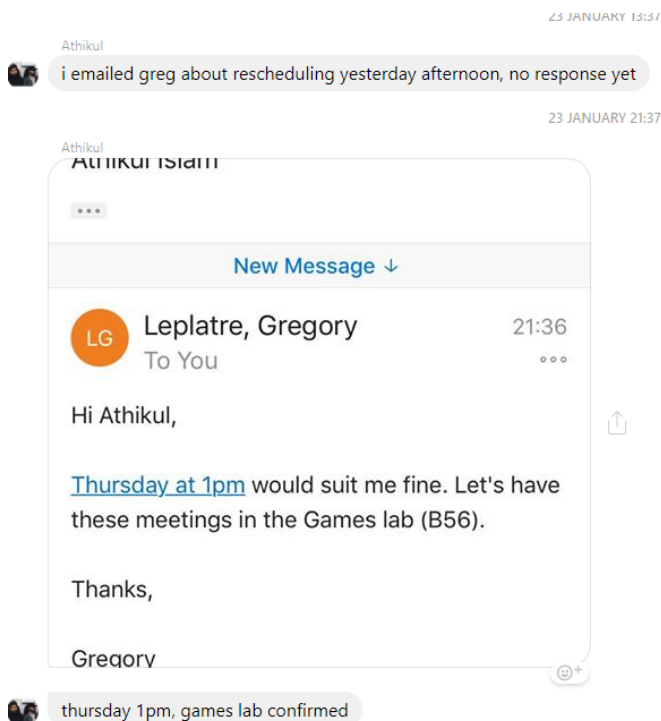 23 JANUARY 13:37
Athikul
i emailed greg about rescheduling yesterday afternoon, no response yet
23 JANUARY 21:37
Athikul
Athikul Islam
New Message ↓
LG
Leplatre, Gregory
21:36
To You
Hi Athikul,
Thursday at 1pm would suit me fine. Let's have
these meetings in the Games lab (B56).
Thanks,
Gregory
thursday 1pm, games lab confirmed